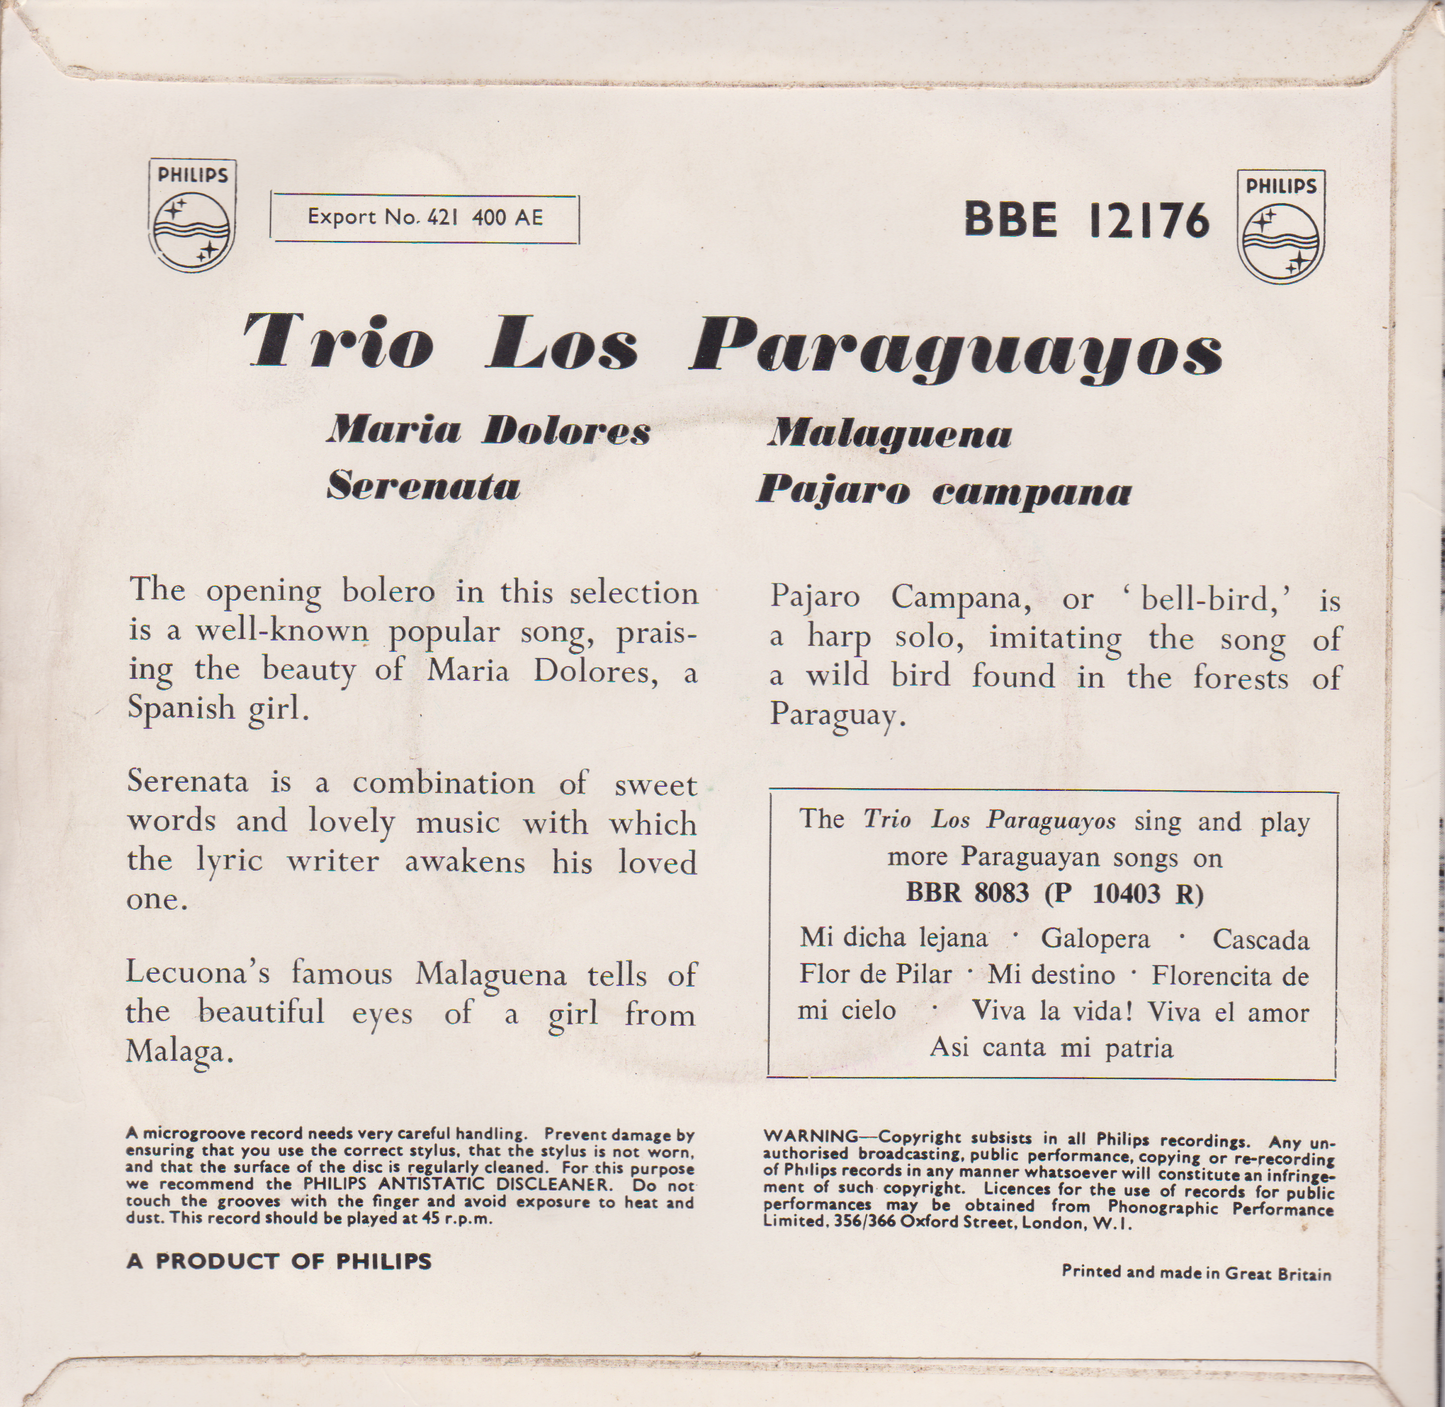 PHILIPS
Export No. 421 400 AE
BBE 12176
PHILIPS
Trio Los Paraguayos
Maria Dolores
Serenata
Malaguena
Pajaro campana
The opening bolero in this selection
is a well-known popular song, prais-
ing the beauty of Maria Dolores, a
Spanish girl.
Serenata is a combination of sweet
words and lovely music with which
the lyric writer awakens his loved
one.
Lecuona's famous Malaguena tells of
the beautiful eyes of a girl from
Malaga.
Pajaro Campana, or ‘bell-bird,’ is
a harp solo, imitating the song of
a wild bird found in the forests of
Paraguay.
The Trio Los Paraguayos sing and play
more Paraguayan songs on
BBR 8083 (P 10403 R)
Mi dicha lejana · Galopera · Cascada
Flor de Pilar · Mi destino · Florencita de
mi cielo · Viva la vida! Viva el amor
Asi canta mi patria
A microgroove record needs very careful handling. Prevent damage by
ensuring that you use the correct stylus, that the stylus is not worn,
and that the surface of the disc is regularly cleaned. For this purpose
we recommend the PHILIPS ANTISTATIC DISCLEANER. Do not
touch the grooves with the finger and avoid exposure to heat and
dust. This record should be played at 45 r.p.m.
A PRODUCT OF PHILIPS
WARNING—Copyright subsists in all Philips recordings. Any un-
authorised broadcasting, public performance, copying or re-recording
of Philips records in any manner whatsoever will constitute an infringe-
ment of such copyright. Licences for the use of records for public
performances may be obtained from Phonographic Performance
Limited, 356/366 Oxford Street, London, W.1.
Printed and made in Great Britain